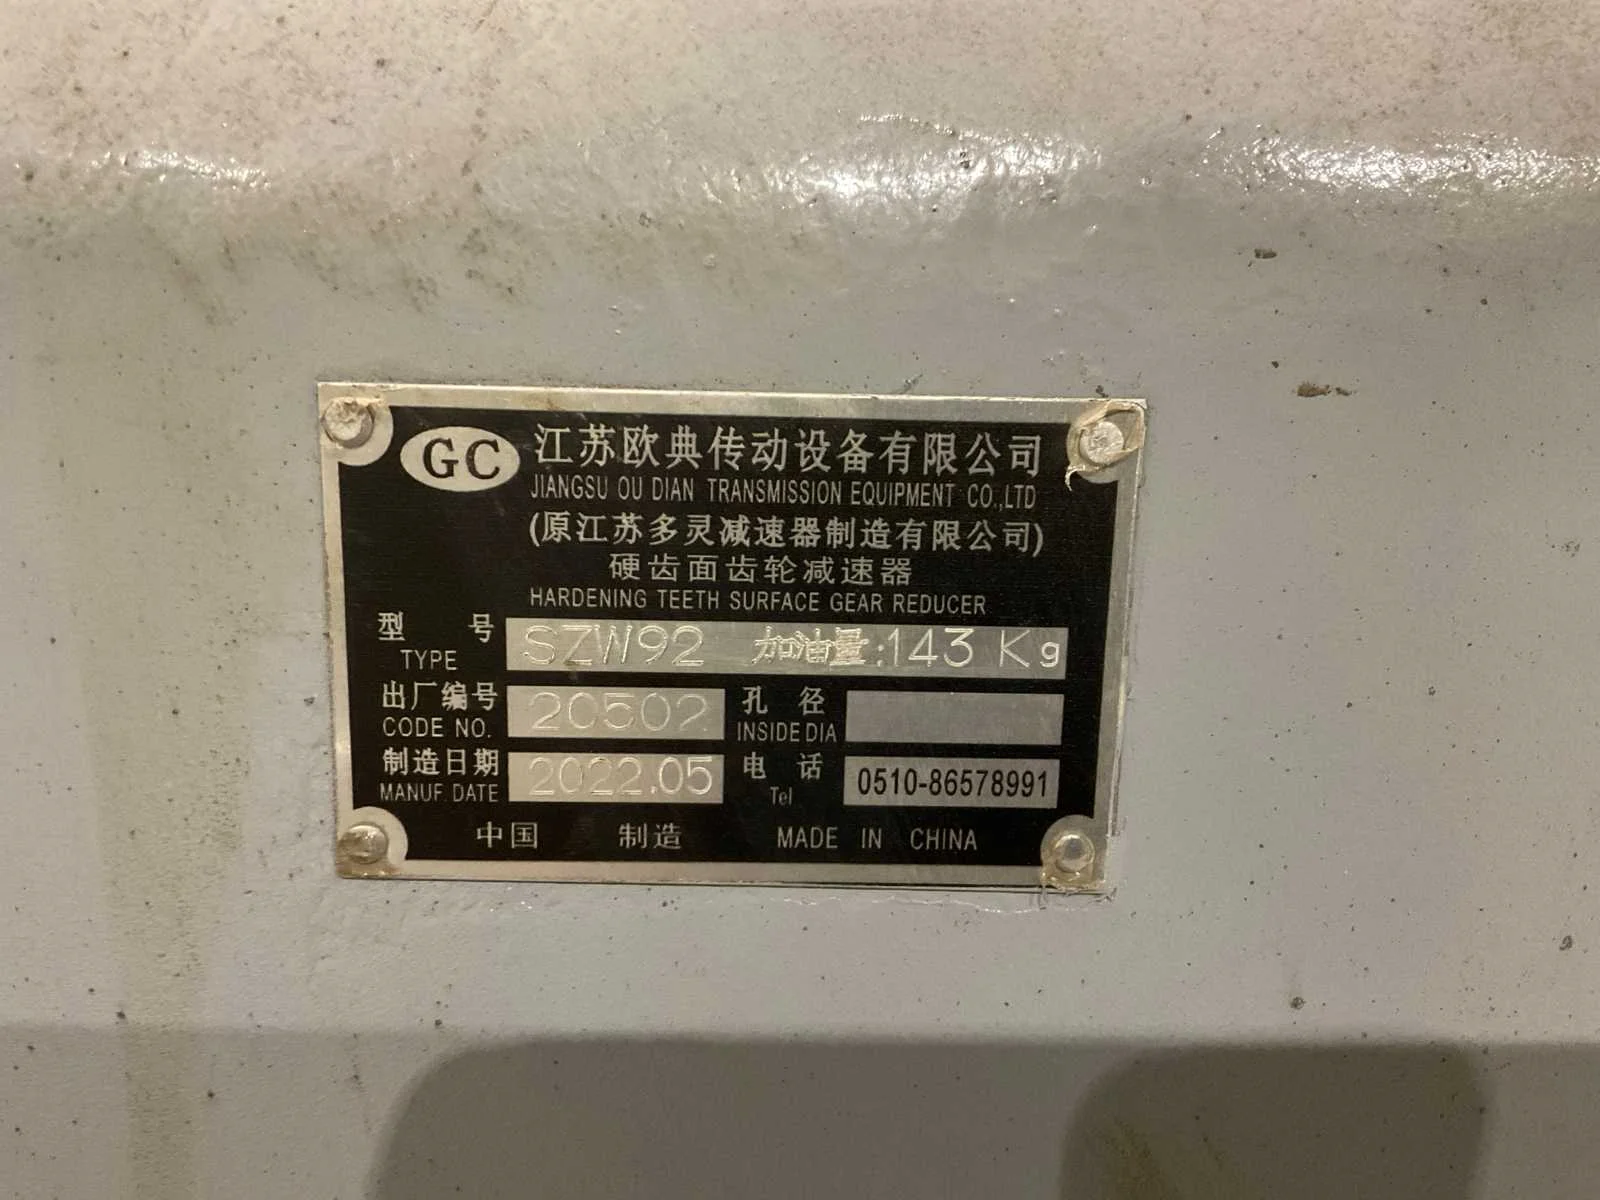 GC 江苏欧典传动设备有限公司
JIANGSU OU DIAN TRANSMISSION EQUIPMENT CO.,LTD
(原江苏多灵减速器制造有限公司)
硬齿面齿轮减速器
HARDENING TEETH SURFACE GEAR REDUCER
型 号 SZW92 加油量:143 Kg
TYPE
出厂编号 20502 孔 径
CODE NO. INSIDE DIA
制造日期 2022.05 电 话 0510-86578991
MANUF. DATE Tel
中国 制造 MADE IN CHINA